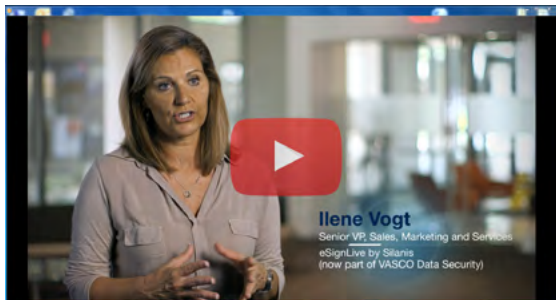 Ilene Vogt
Senior VP, Sales, Marketing and Services
eSignLive by Silanis
(now part of VASCO Data Security)